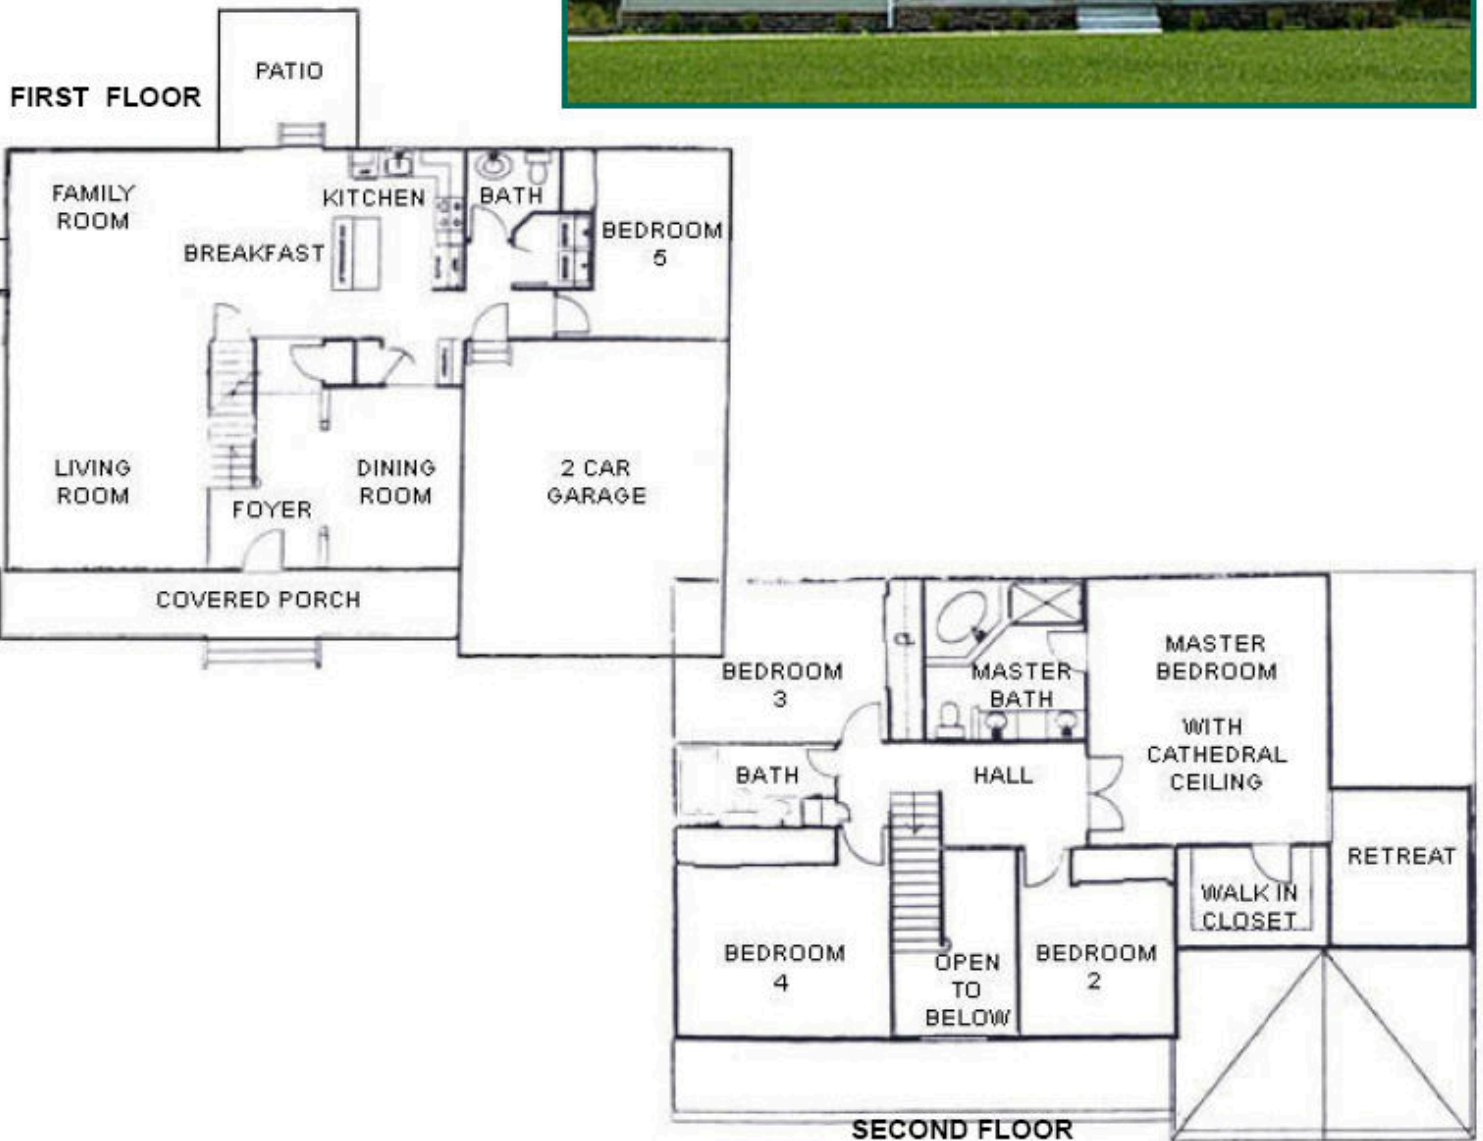 FIRST FLOOR
PATIO
FAMILY
ROOM
KITCHEN
BATH
BREAKFAST
BEDROOM
5
LIVING
ROOM
DINING
ROOM
2 CAR
GARAGE
FOYER
COVERED PORCH
BEDROOM
3
MASTER
BATH
MASTER
BEDROOM
WITH
CATHEDRAL
CEILING
BATH
HALL
RETREAT
WALK IN
CLOSET
BEDROOM
4
OPEN
TO
BELOW
BEDROOM
2
SECOND FLOOR